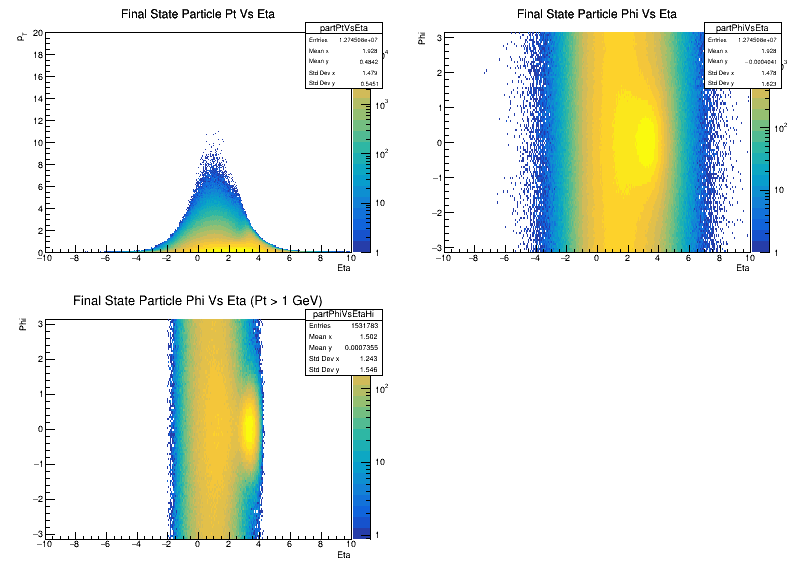 Final State Particle Pt Vs Eta
partPtVsEta
Entries 1.274508e+07
Mean x 1.928
Mean y 0.4842
Std Dev x 1.479
Std Dev y 0.5451
P_T
20
18
16
14
12
10
8
6
4
2
0
−10 −8 −6 −4 −2 0 2 4 6 8 10
Eta
10^4
10^3
10^2
10
1
Final State Particle Phi Vs Eta
partPhiVsEta
Entries 1.274508e+07
Mean x 1.928
Mean y −0.0004041
Std Dev x 1.478
Std Dev y 1.623
Phi
3
2
1
0
−1
−2
−3
−10 −8 −6 −4 −2 0 2 4 6 8 10
Eta
3
10^2
10
1
Final State Particle Phi Vs Eta (Pt > 1 GeV)
partPhiVsEtaHi
Entries 1531783
Mean x 1.502
Mean y 0.0007355
Std Dev x 1.243
Std Dev y 1.546
Phi
3
2
1
0
−1
−2
−3
−10 −8 −6 −4 −2 0 2 4 6 8 10
Eta
10^2
10
1